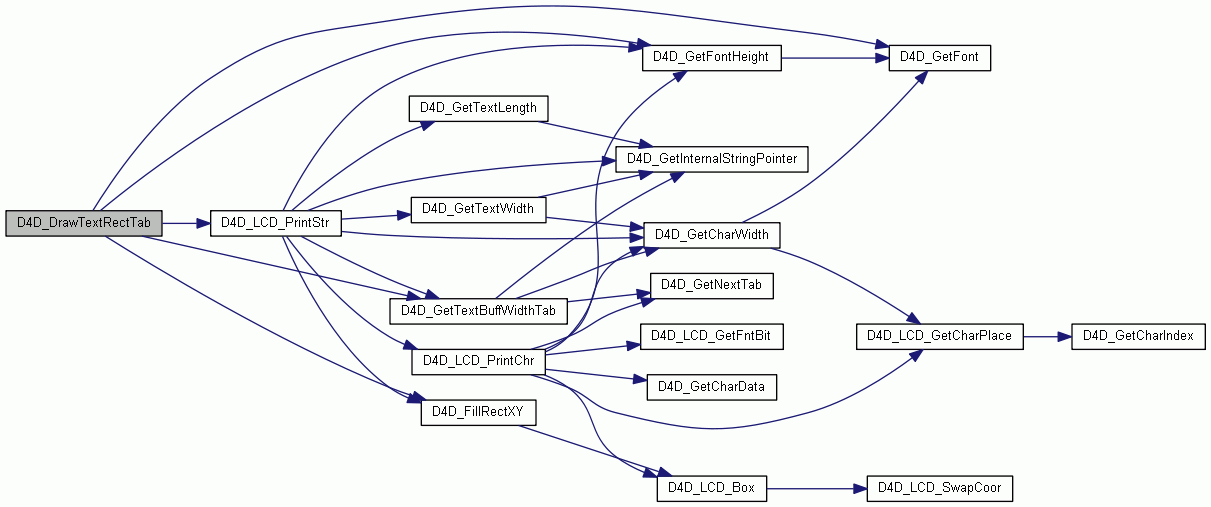 D4D_DrawTextRectTab
D4D_LCD_PrintStr
D4D_GetTextLength
D4D_GetTextWidth
D4D_GetTextBuffWidthTab
D4D_LCD_PrintChr
D4D_FillRectXY
D4D_GetFontHeight
D4D_GetInternalStringPointer
D4D_GetCharWidth
D4D_GetNextTab
D4D_LCD_GetFntBit
D4D_GetCharData
D4D_LCD_Box
D4D_GetFont
D4D_LCD_GetCharPlace
D4D_LCD_SwapCoor
D4D_GetCharIndex